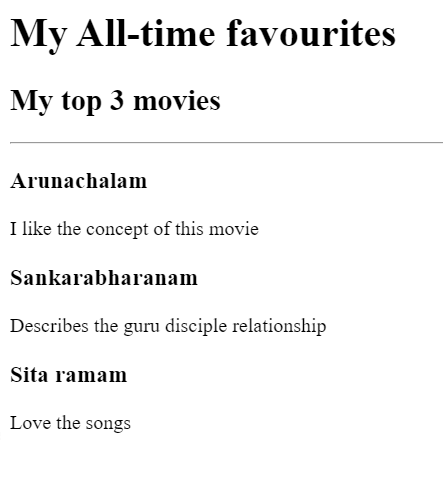 My All-time favourites
My top 3 movies
Arunachalam
I like the concept of this movie
Sankarabharanam
Describes the guru disciple relationship
Sita ramam
Love the songs